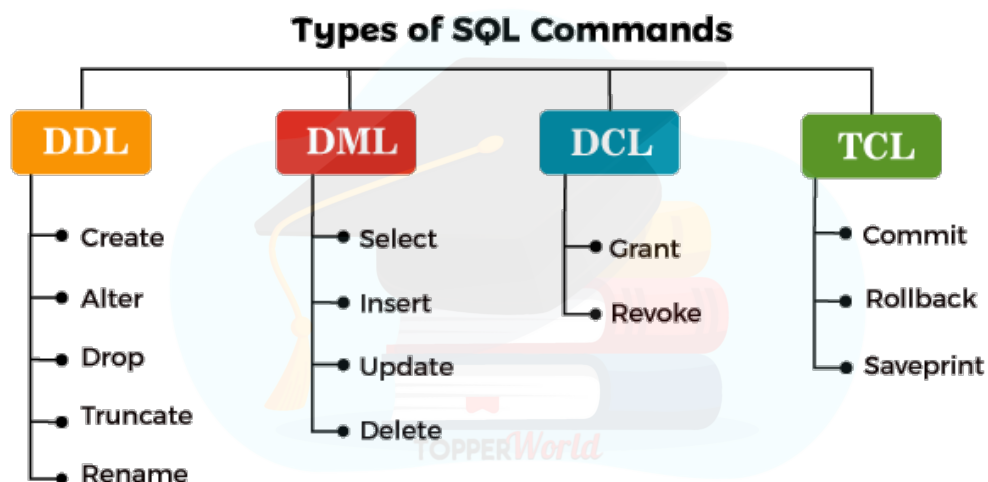 Types of SQL Commands
DDL
Create
Alter
Drop
Truncate
Rename
DML
Select
Insert
Update
Delete
DCL
Grant
Revoke
TCL
Commit
Rollback
Saveprint
TOPPERWorld